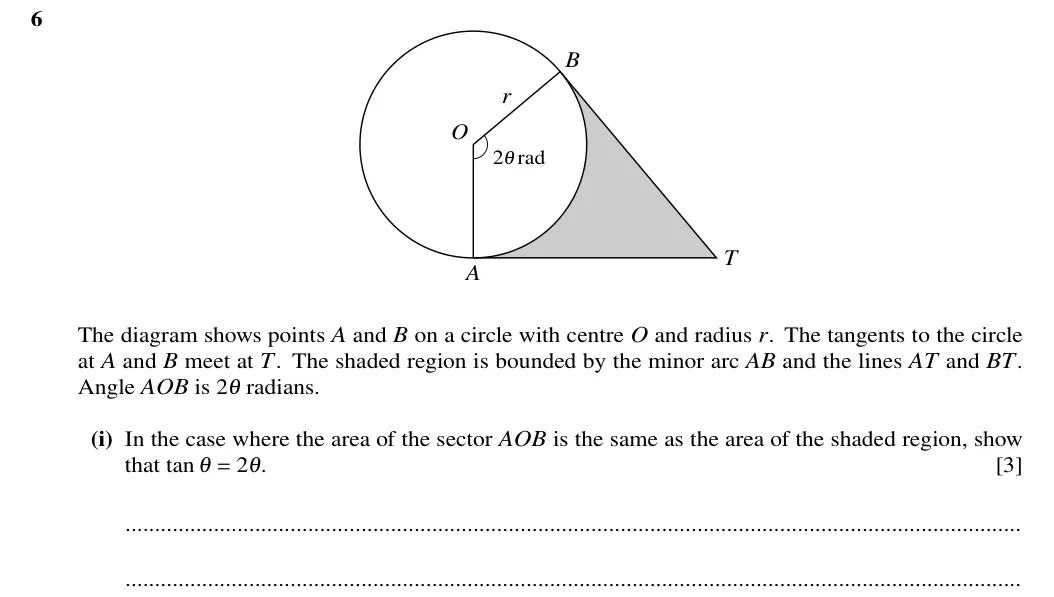 6
B
r
O
2θ rad
A
T
The diagram shows points A and B on a circle with centre O and radius r. The tangents to the circle
at A and B meet at T. The shaded region is bounded by the minor arc AB and the lines AT and BT.
Angle AOB is 2θ radians.
(i) In the case where the area of the sector AOB is the same as the area of the shaded region, show
that tan θ = 2θ. [3]